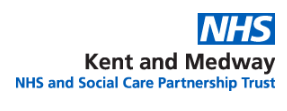 NHS
Kent and Medway
NHS and Social Care Partnership Trust